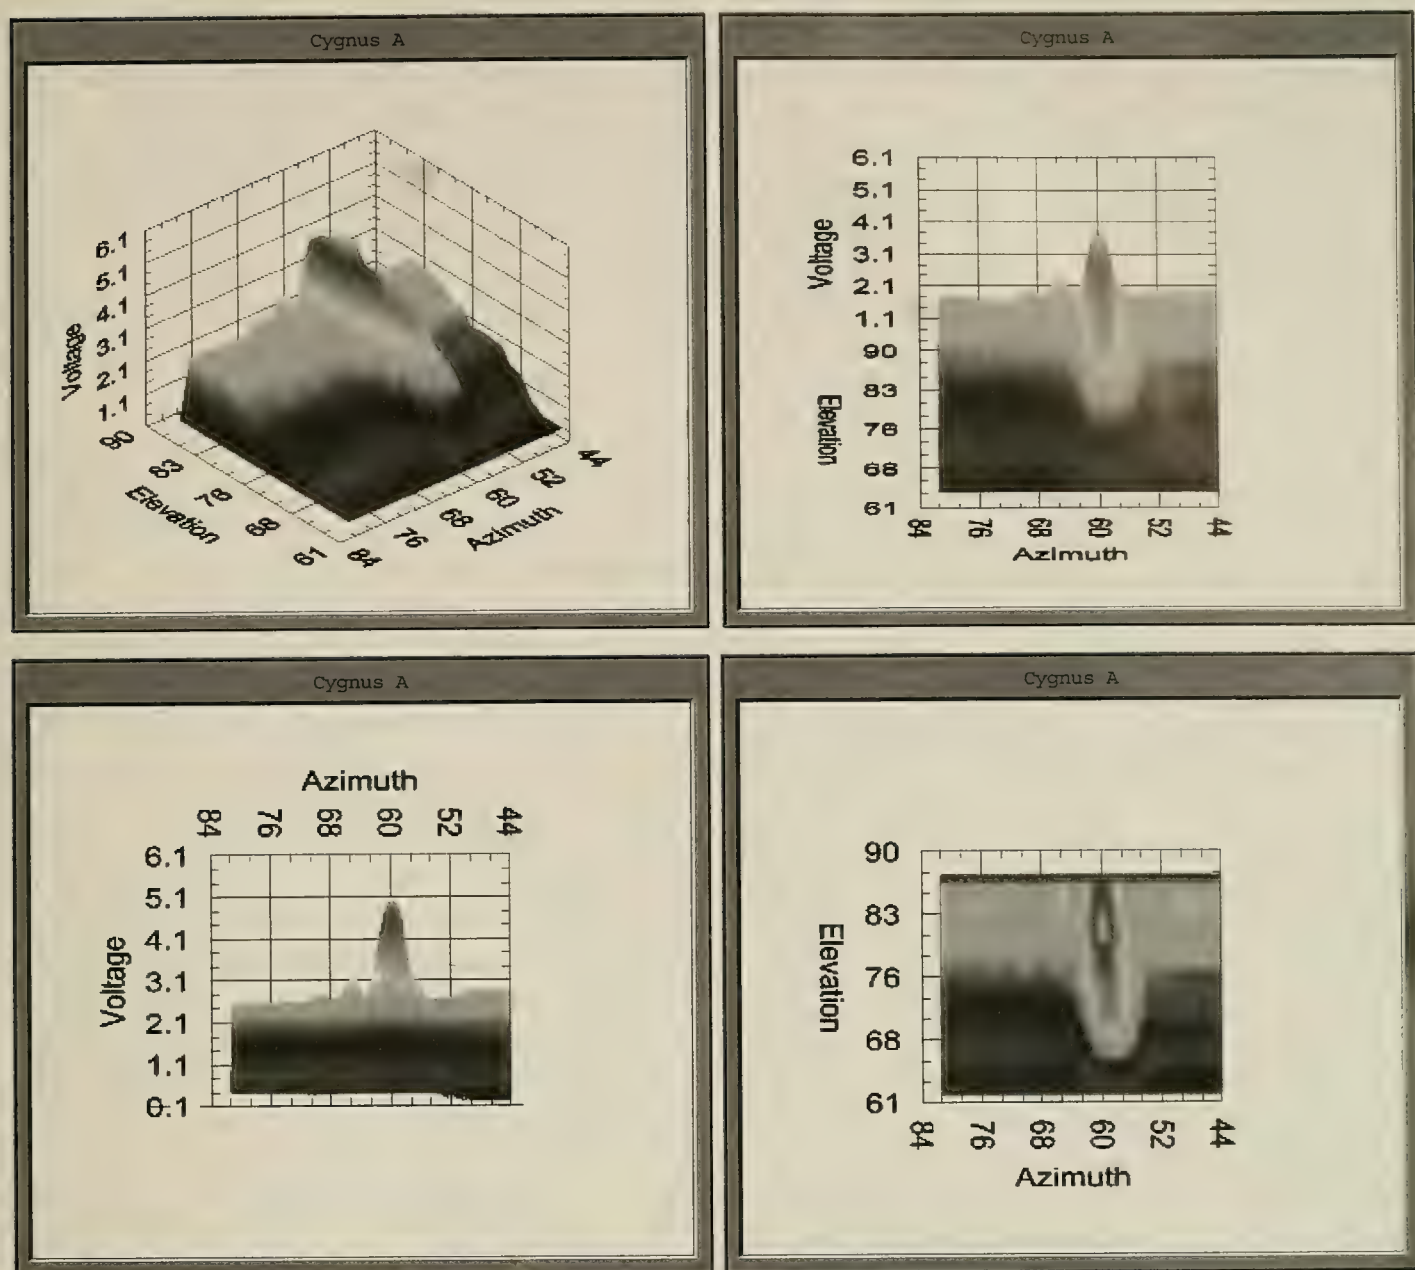 Cygnus A
6.1
5.1
4.1
3.1
2.1
1.1
Voltage
90
83
76
68
61
Elevation
84
76
68
60
52
44
Azimuth
Cygnus A
6.1
5.1
4.1
3.1
2.1
1.1
Voltage
90
83
76
68
61
Elevation
84 76 68 60 52 44
Azimuth
Cygnus A
Azimuth
84 76 68 60 52 44
6.1
5.1
4.1
3.1
2.1
1.1
0.1
Voltage
Cygnus A
90
83
76
68
61
Elevation
84 76 68 60 52 44
Azimuth